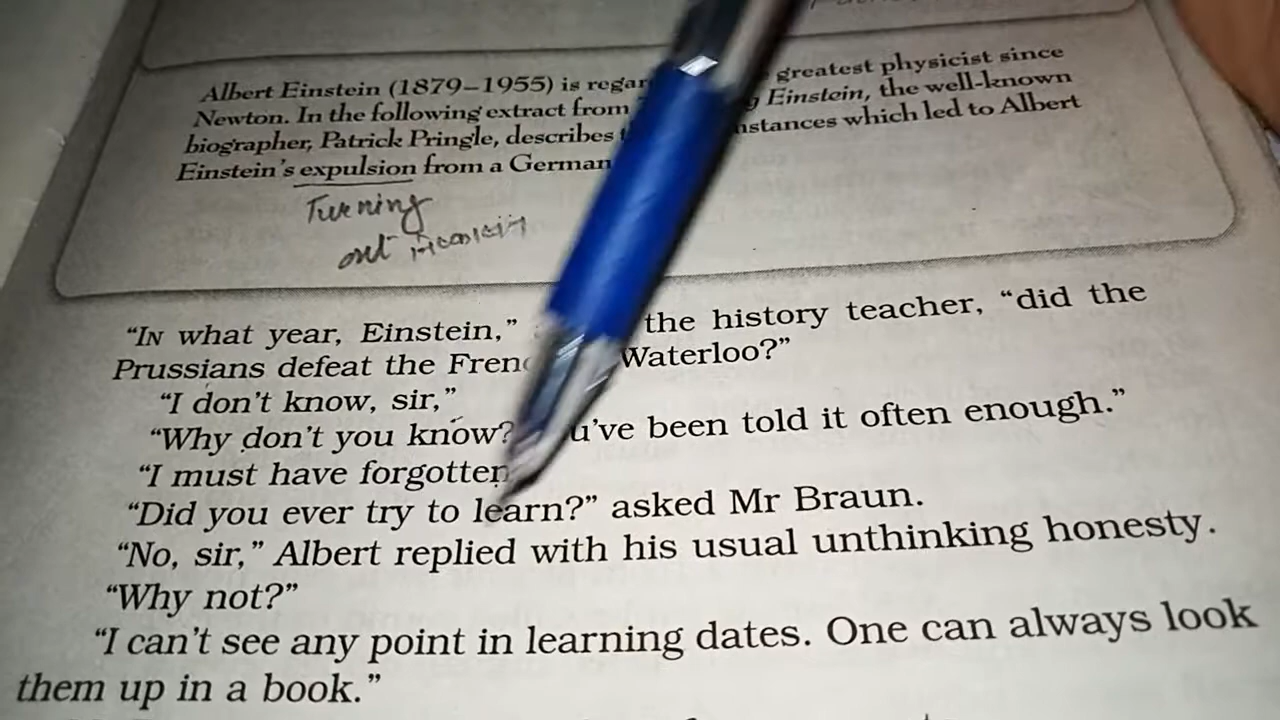 Albert Einstein (1879–1955) is regar greatest physicist since
Newton. In the following extract from Einstein, the well-known
biographer, Patrick Pringle, describes nstances which led to Albert
Einstein's expulsion from a German
Turning
out
“IN what year, Einstein,” the history teacher, “did the
Prussians defeat the Frenc Waterloo?”
“I don't know, sir,”
“Why don't you know? u've been told it often enough.”
“I must have forgotten
“Did you ever try to learn?” asked Mr Braun.
“No, sir,” Albert replied with his usual unthinking honesty.
“Why not?”
“I can't see any point in learning dates. One can always look
them up in a book.”